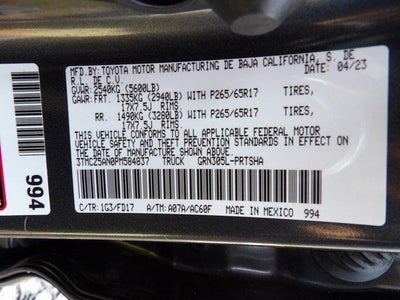 MFD.BY:TOYOTA MOTOR MANUFACTURING DE BAJA CALIFORNIA, S. DE
R.L. DE C.V. 04/23
GVWR: 2540KG (5600LB)
GAWR: FRT. 1335KG (2940LB) WITH P265/65R17 TIRES,
17X7.5J RIMS
RR. 1490KG (3280LB) WITH P265/65R17 TIRES,
17X7.5J RIMS
THIS VEHICLE CONFORMS TO ALL APPLICABLE FEDERAL MOTOR
VEHICLE SAFETY AND THEFT PREVENTION STANDARDS IN EFFECT
ON THE DATE OF MANUFACTURE SHOWN ABOVE.
3TMCZ5AN0PM584037 TRUCK GRN305L-PRTSHA
C/TR: 1G3/FD17 A/TM: A07A/AC60F MADE IN MEXICO 994
994